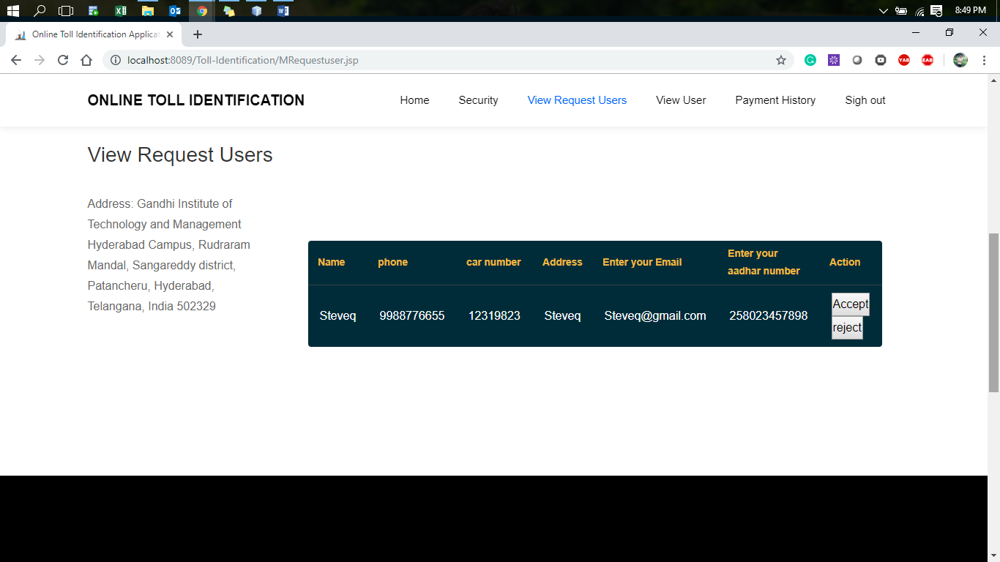 8:49 PM
Online Toll Identification Applicat
localhost:8089/Toll-Identification/MRequestuser.jsp
YAB
EAB
ONLINE TOLL IDENTIFICATION
Home
Security
View Request Users
View User
Payment History
Sigh out
View Request Users
Address: Gandhi Institute of
Technology and Management
Hyderabad Campus, Rudraram
Mandal, Sangareddy district,
Patancheru, Hyderabad,
Telangana, India 502329
Name phone car number Address Enter your Email Enter your
aadhar number Action
Steveq 9988776655 12319823 Steveq Steveq@gmail.com 258023457898 Accept
reject